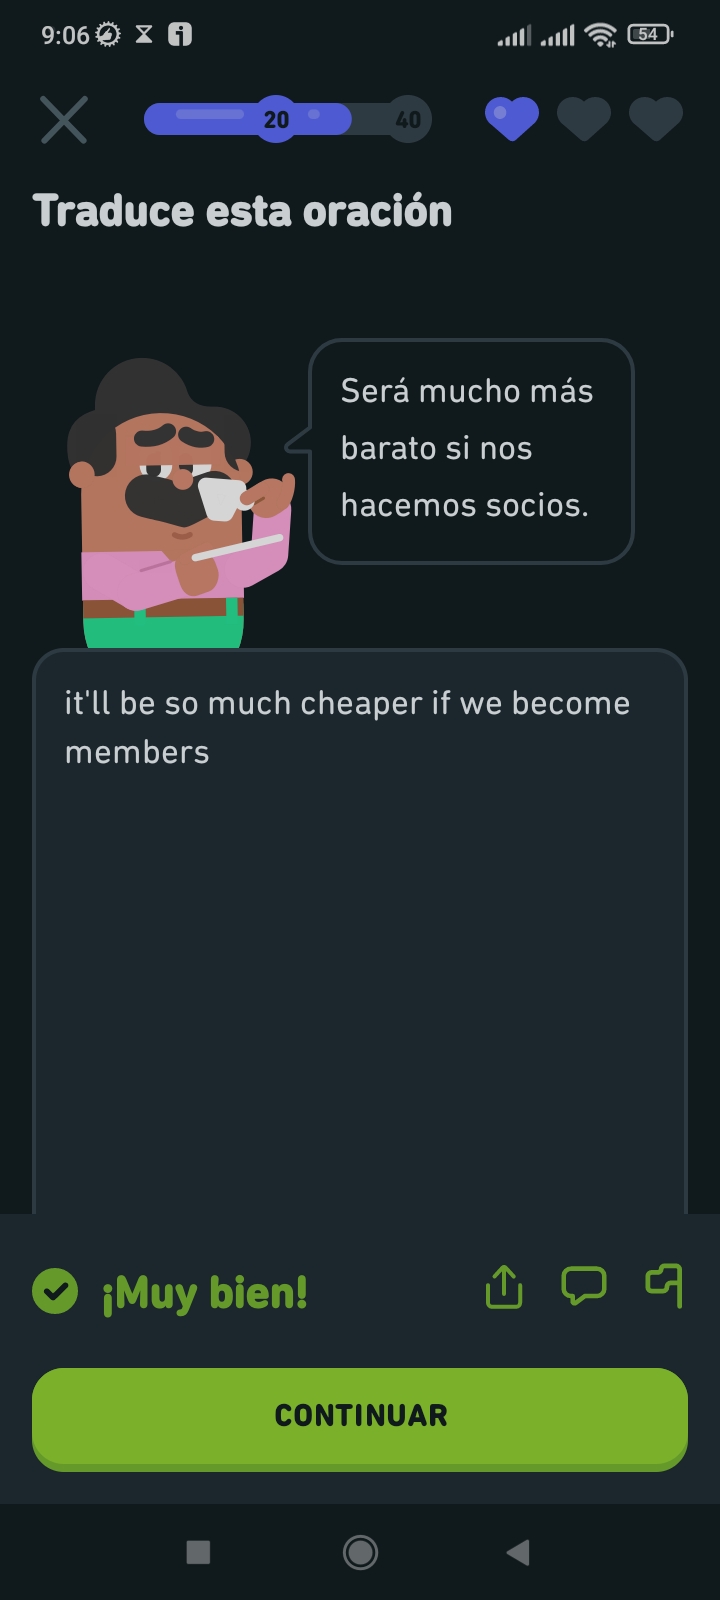 9:06
54
20
40
Traduce esta oración
Será mucho más
barato si nos
hacemos socios.
it'll be so much cheaper if we become
members
¡Muy bien!
CONTINUAR